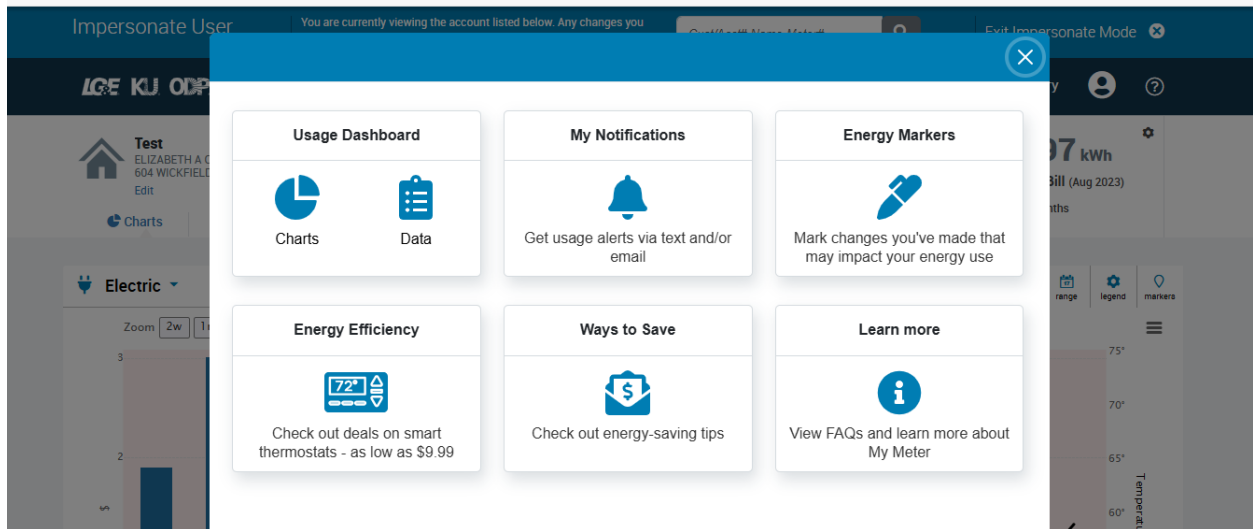 Impersonate User
You are currently viewing the account listed below. Any changes you
Exit Impersonate Mode
LG&E KU ODP
Test
ELIZABETH A
604 WICKFIEL
Edit
Charts
97 kWh
Bill (Aug 2023)
Electric
Zoom 2w
range legend markers
3
2
$
75°
70°
65°
60°
Usage Dashboard
Charts
Data
My Notifications
Get usage alerts via text and/or
email
Energy Markers
Mark changes you've made that
may impact your energy use
Energy Efficiency
72°
Check out deals on smart
thermostats - as low as $9.99
Ways to Save
$
Check out energy-saving tips
Learn more
i
View FAQs and learn more about
My Meter